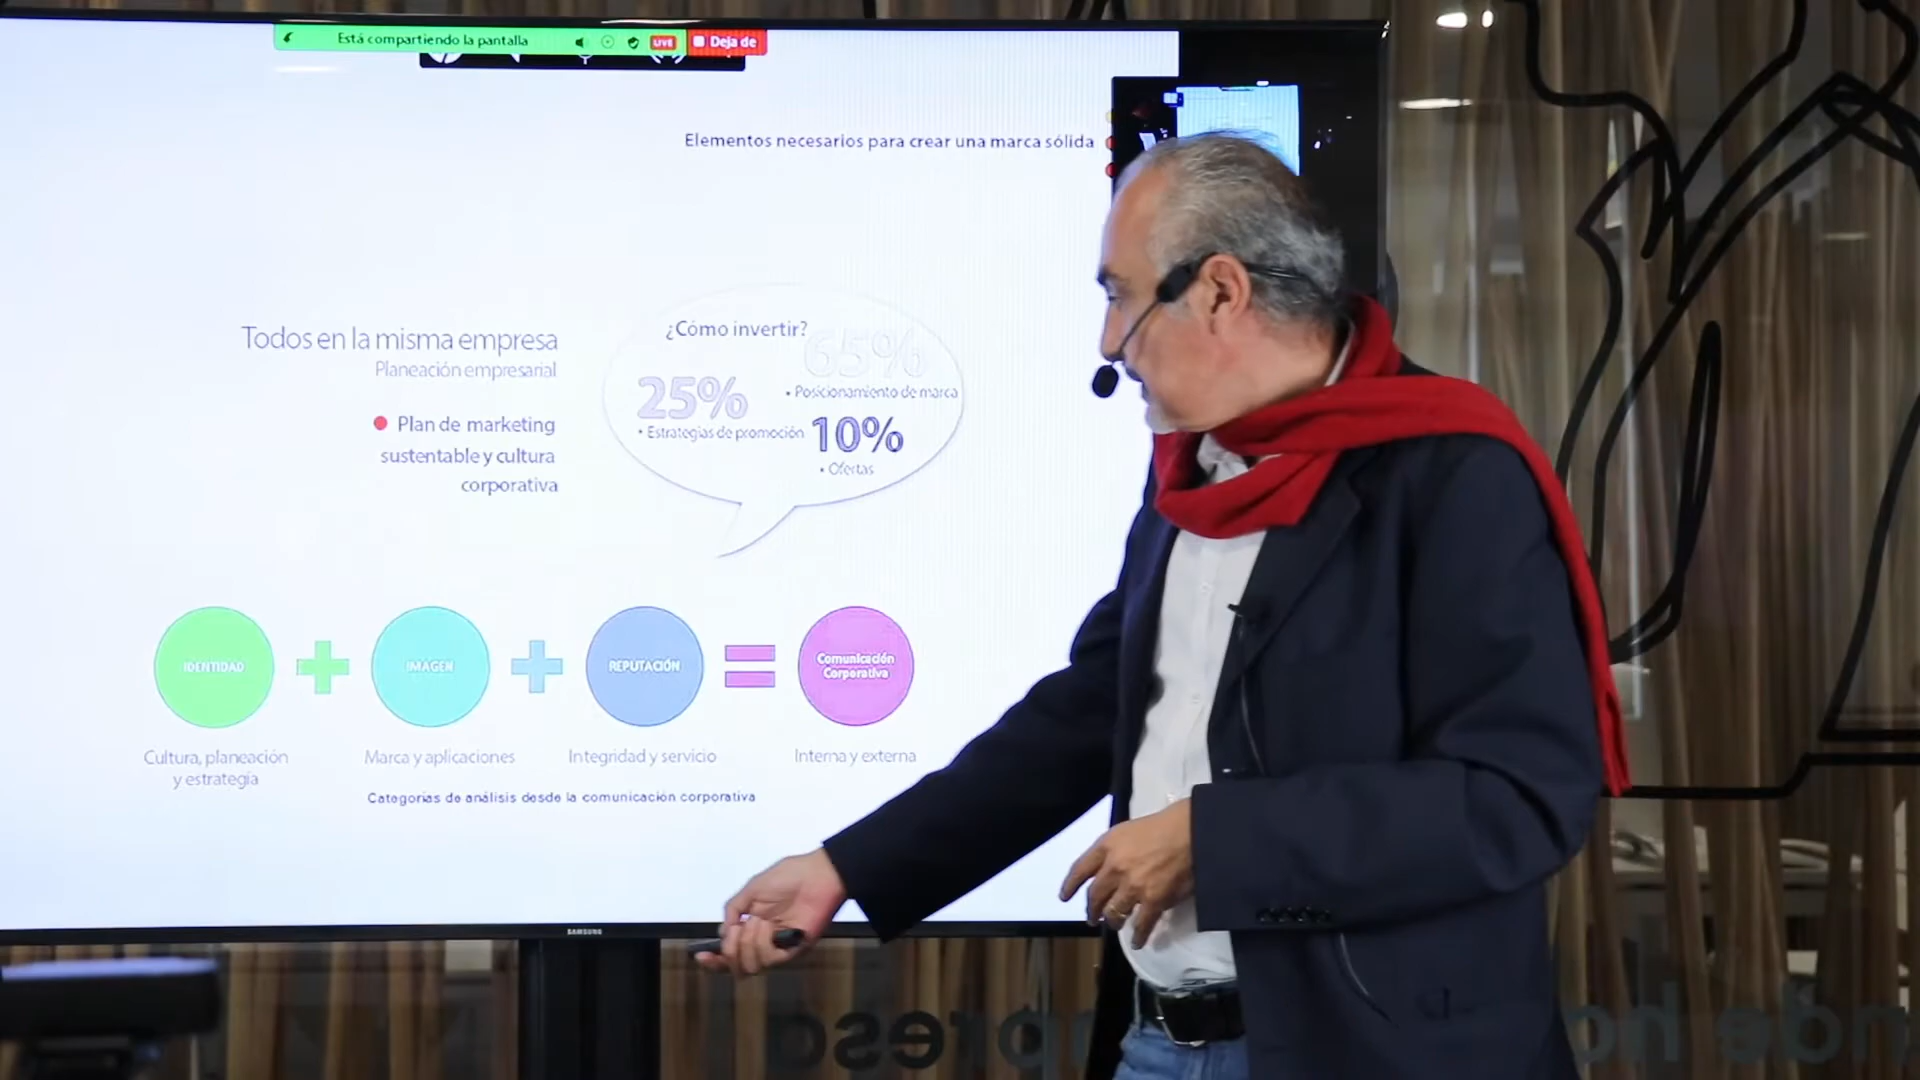 Está compartiendo la pantalla
LIVE
Deja de
Elementos necesarios para crear una marca sólida
Todos en la misma empresa
Planeación empresarial
Plan de marketing
sustentable y cultura
corporativa
¿Cómo invertir?
65%
• Posicionamiento de marca
25%
• Estrategias de promoción
10%
• Ofertas
IDENTIDAD
IMAGEN
REPUTACIÓN
Comunicación
Corporativa
Cultura, planeación
y estrategía
Marca y aplicaciones
Integridad y servicio
Interna y externa
Categorías de análisis desde la comunicación corporativa
SAMSUNG